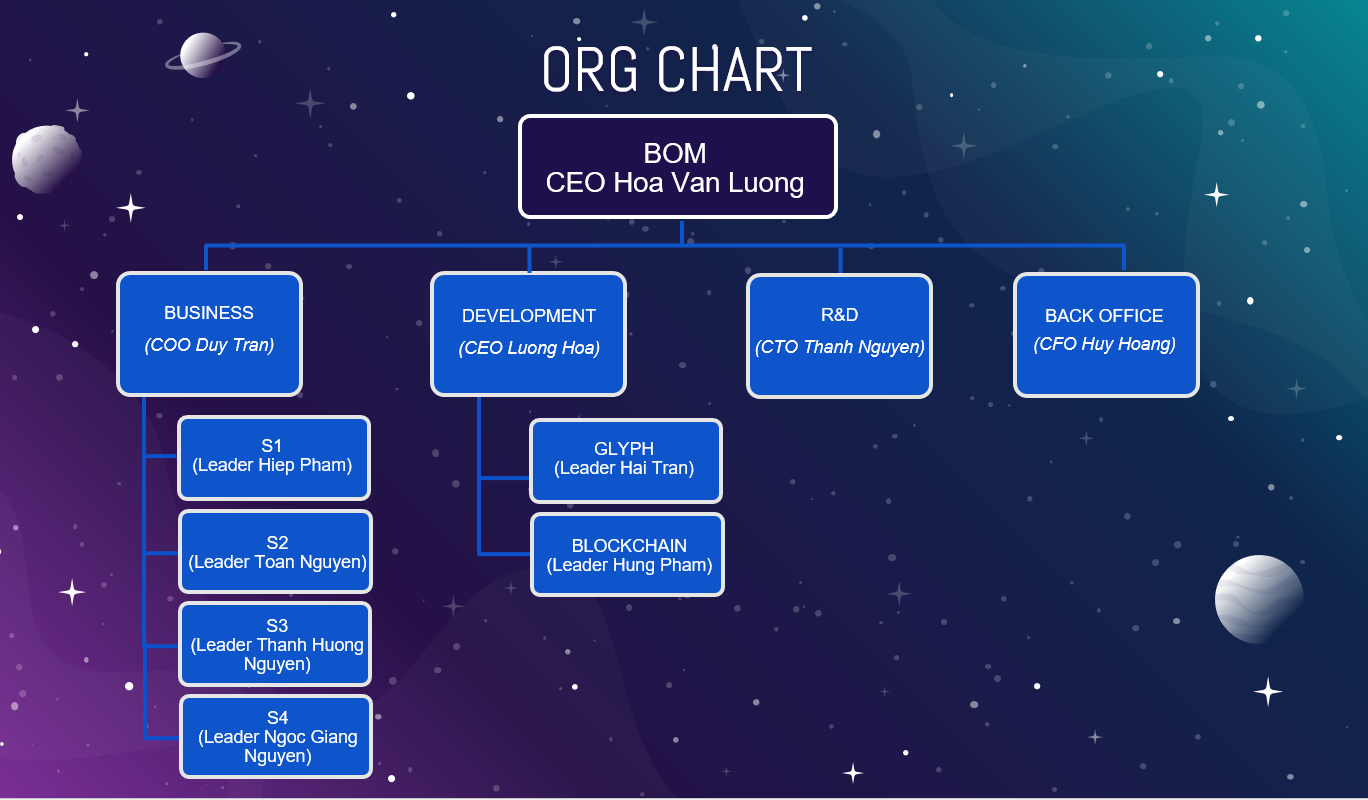 ORG CHART
BOM
CEO Hoa Van Luong
BUSINESS
(COO Duy Tran)
DEVELOPMENT
(CEO Luong Hoa)
R&D
(CTO Thanh Nguyen)
BACK OFFICE
(CFO Huy Hoang)
S1
(Leader Hiep Pham)
S2
(Leader Toan Nguyen)
S3
(Leader Thanh Huong
Nguyen)
S4
(Leader Ngoc Giang
Nguyen)
GLYPH
(Leader Hai Tran)
BLOCKCHAIN
(Leader Hung Pham)